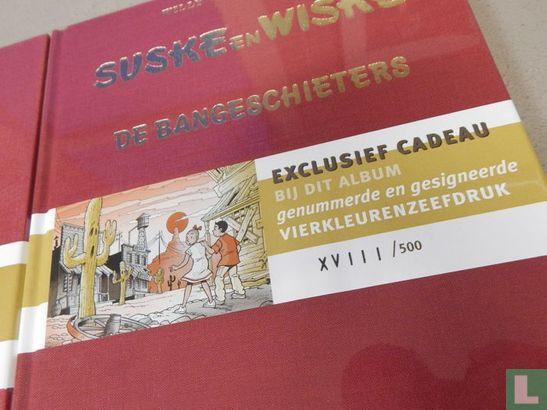 SUSKE EN WISKE
DE BANGESCHIETERS
EXCLUSIEF CADEAU
BIJ DIT ALBUM
genummerde en gesigneerde
VIERKLEURENZEEFDRUK
XVIII /500
L